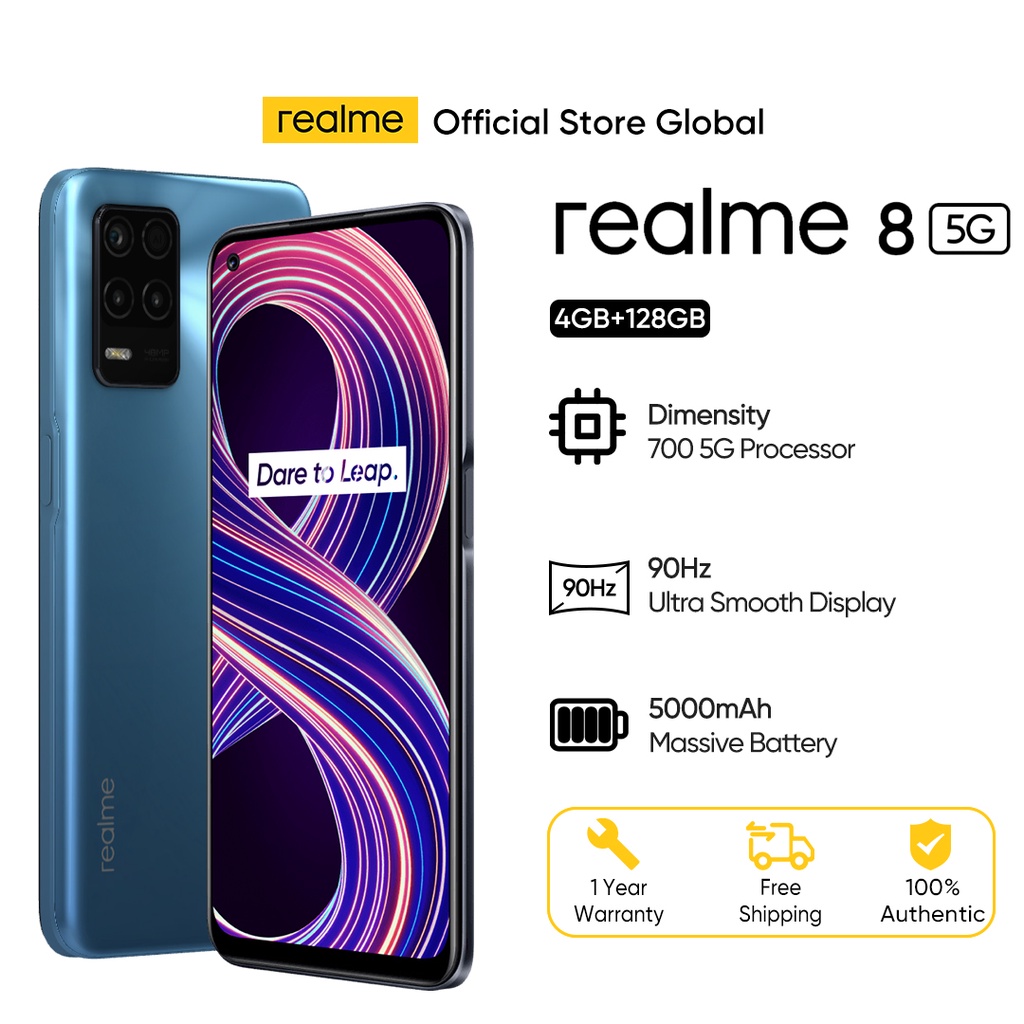 realme Official Store Global
realme 8 5G
4GB+128GB
Dimensity
700 5G Processor
90Hz
90Hz
Ultra Smooth Display
5000mAh
Massive Battery
1 Year
Warranty
Free
Shipping
100%
Authentic
Dare to Leap.
48MP
realme